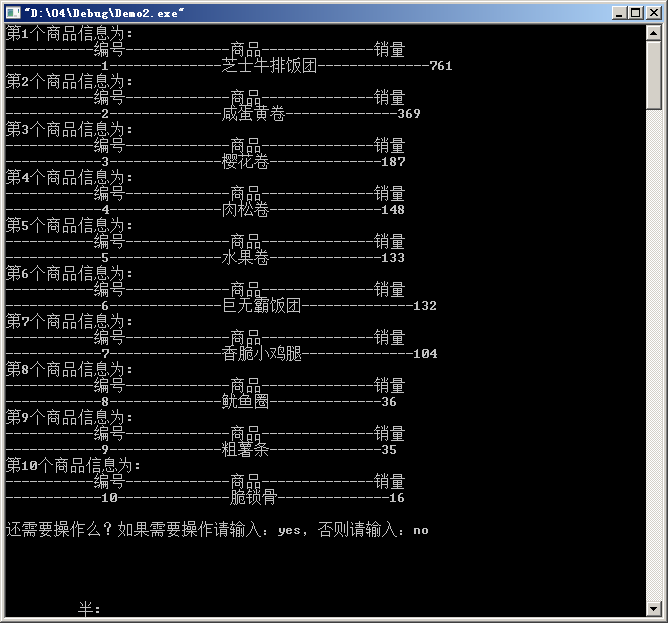 "D:\04\Debug\Demo2.exe"
第1个商品信息为:
-----------编号-------------商品--------------销量
------------1--------------芝士牛排饭团--------------761
第2个商品信息为:
-----------编号-------------商品--------------销量
------------2--------------咸蛋黄卷--------------369
第3个商品信息为:
-----------编号-------------商品--------------销量
------------3--------------樱花卷--------------187
第4个商品信息为:
-----------编号-------------商品--------------销量
------------4--------------肉松卷--------------148
第5个商品信息为:
-----------编号-------------商品--------------销量
------------5--------------水果卷--------------133
第6个商品信息为:
-----------编号-------------商品--------------销量
------------6--------------巨无霸饭团--------------132
第7个商品信息为:
-----------编号-------------商品--------------销量
------------7--------------香脆小鸡腿--------------104
第8个商品信息为:
-----------编号-------------商品--------------销量
------------8--------------鱿鱼圈--------------36
第9个商品信息为:
-----------编号-------------商品--------------销量
------------9--------------粗薯条--------------35
第10个商品信息为:
-----------编号-------------商品--------------销量
------------10--------------脆锁骨--------------16
还需要操作么？如果需要操作请输入：yes，否则请输入：no
半: